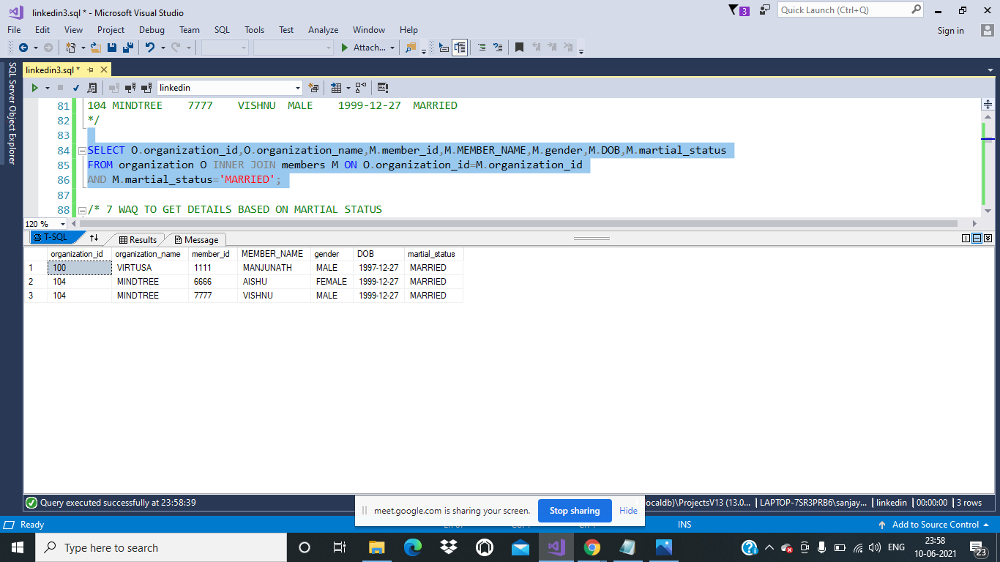 linkedin3.sql * - Microsoft Visual Studio
3
Quick Launch (Ctrl+Q)
File Edit View Project Debug Team SQL Tools Test Analyze Window Help
Sign in
Attach...
SQL Server Object Explorer
linkedin3.sql *
linkedin
81 104 MINDTREE 7777 VISHNU MALE 1999-12-27 MARRIED
82 */
83
84 SELECT O.organization_id,O.organization_name,M.member_id,M.MEMBER_NAME,M.gender,M.DOB,M.martial_status
85 FROM organization O INNER JOIN members M ON O.organization_id=M.organization_id
86 AND M.martial_status='MARRIED';
87
88 /* 7 WAQ TO GET DETAILS BASED ON MARTIAL STATUS
120 %
T-SQL Results Message
organization_id organization_name member_id MEMBER_NAME gender DOB martial_status
1 100 VIRTUSA 1111 MANJUNATH MALE 1997-12-27 MARRIED
2 104 MINDTREE 6666 AISHU FEMALE 1999-12-27 MARRIED
3 104 MINDTREE 7777 VISHNU MALE 1999-12-27 MARRIED
Query executed successfully at 23:58:39
ocaldb)\ProjectsV13 (13.0... LAPTOP-7SR3PRB6\sanjay... linkedin 00:00:00 3 rows
meet.google.com is sharing your screen. Stop sharing Hide
Ready
INS
Add to Source Control
Type here to search
ENG
23:58
10-06-2021
23